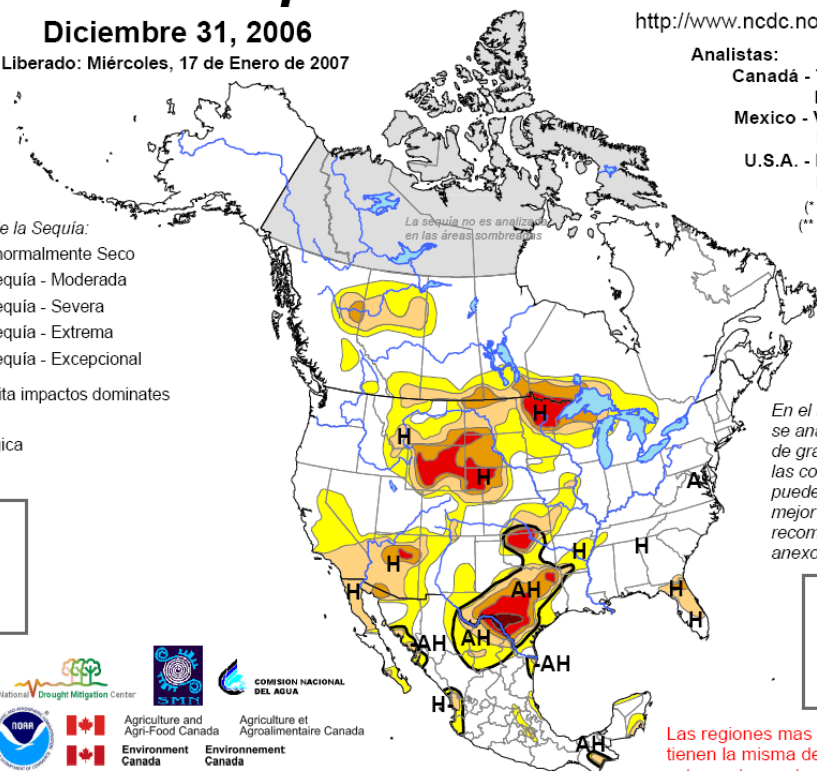 Diciembre 31, 2006
Liberado: Miércoles, 17 de Enero de 2007
http://www.ncdc.no
Analistas:
Canadá -
Mexico -
U.S.A. -
(*
(**
La sequía no es analizada
en las áreas sombreadas
e la Sequía:
normalmente Seco
equía - Moderada
equía - Severa
equía - Extrema
equía - Excepcional
ita impactos dominates
gica
H
H
H
A
H
H
H
H
AH
AH
AH
-AH
H
H
H
AH
En el
se an
de gra
las co
puede
mejor
recom
anexo
National Drought Mitigation Center
SMN
COMISION NACIONAL
DEL AGUA
NOAA
Agriculture and
Agri-Food Canada
Agriculture et
Agroalimentaire Canada
Environment
Canada
Environnement
Canada
Las regiones mas
tienen la misma de